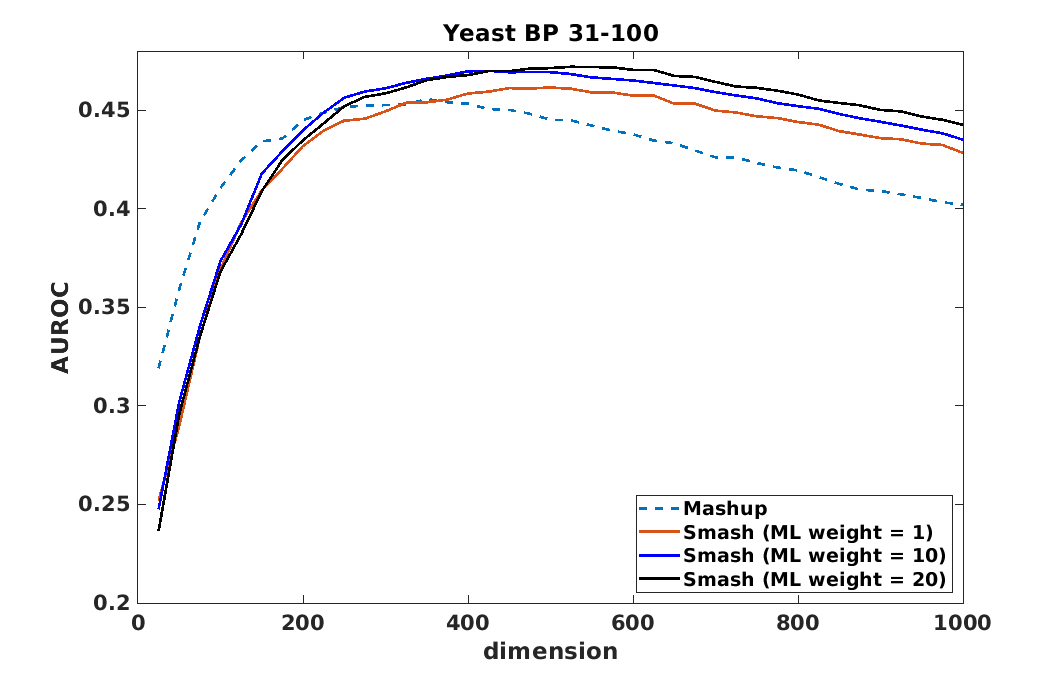 Yeast BP 31-100
AUROC
0.45
0.4
0.35
0.3
0.25
0.2
0 200 400 600 800 1000
dimension
Mashup
Smash (ML weight = 1)
Smash (ML weight = 10)
Smash (ML weight = 20)